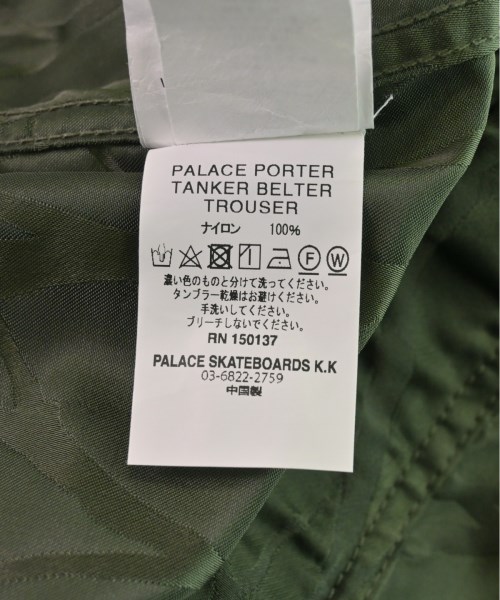 PALACE PORTER
TANKER BELTER
TROUSER
ナイロン 100%
F W
濃い色のものと分けて洗ってください。
タンブラー乾燥はお避けください。
手洗いしてください。
ブリーチしないでください。
RN 150137
PALACE SKATEBOARDS K.K
03-6822-2759
中国製